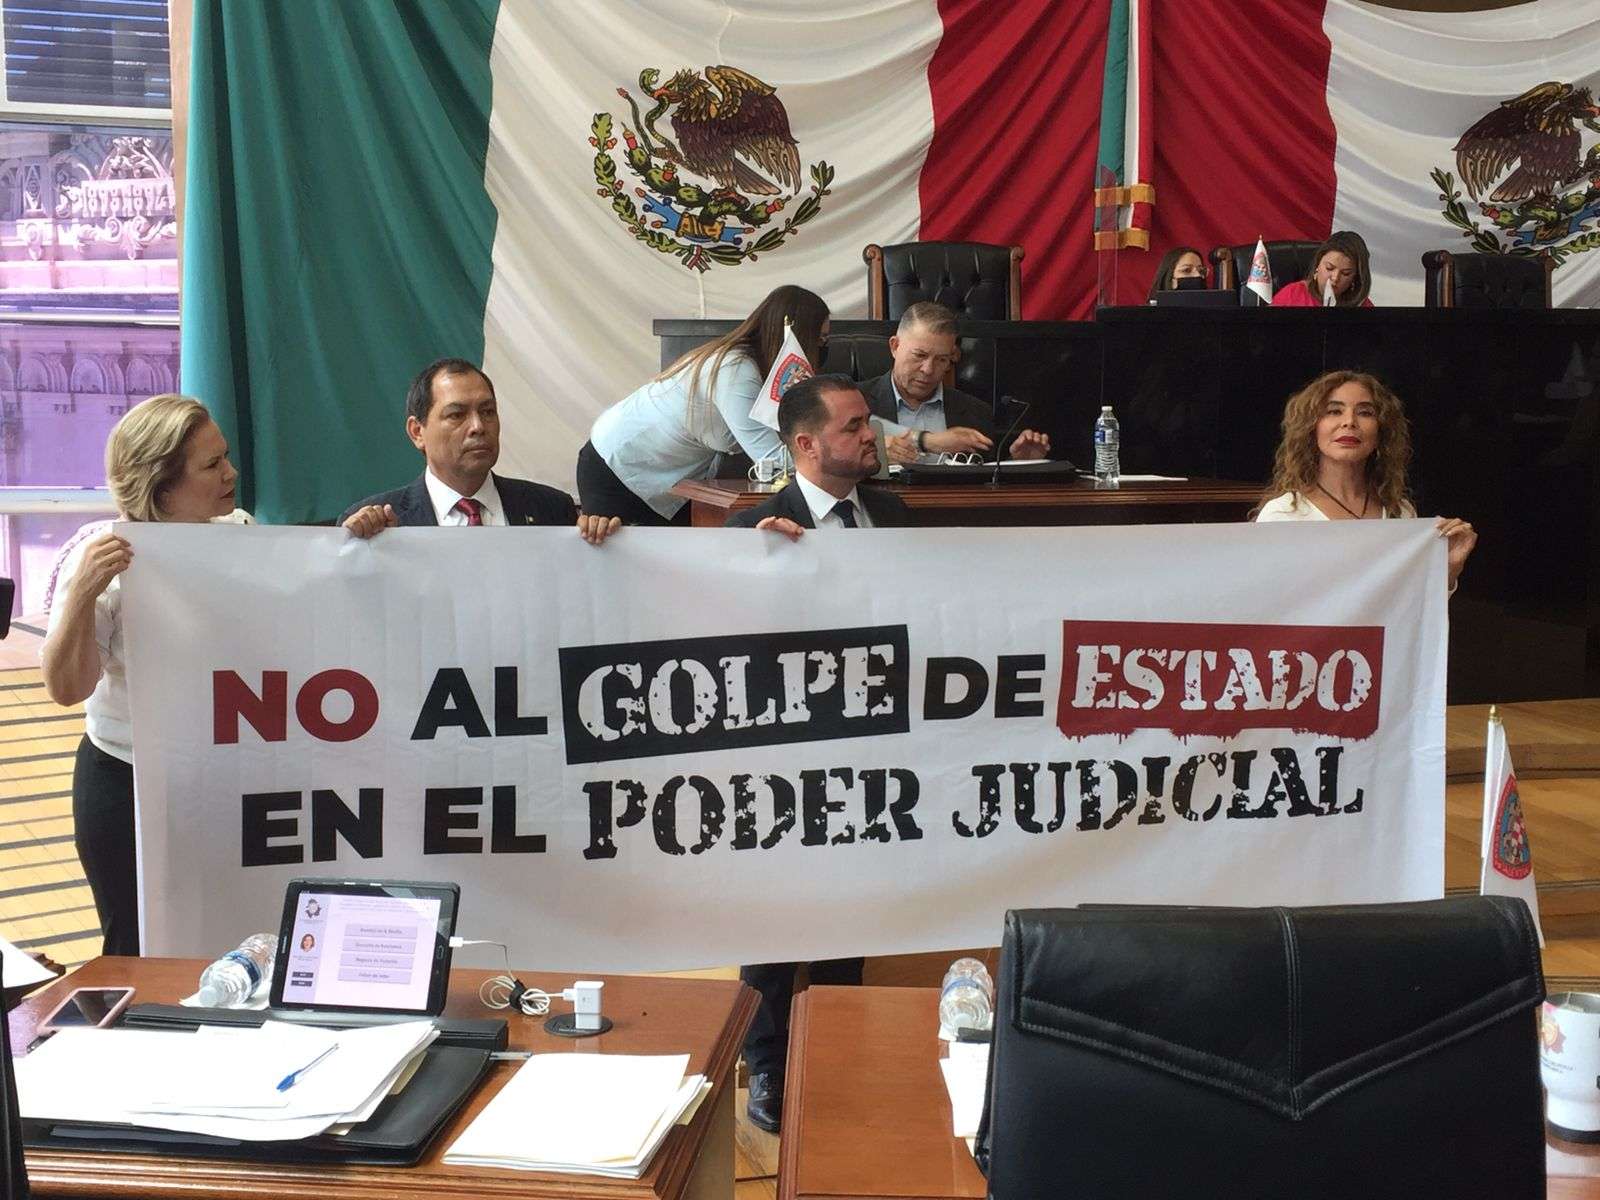 NO AL GOLPE DE ESTADO
EN EL PODER JUDICIAL